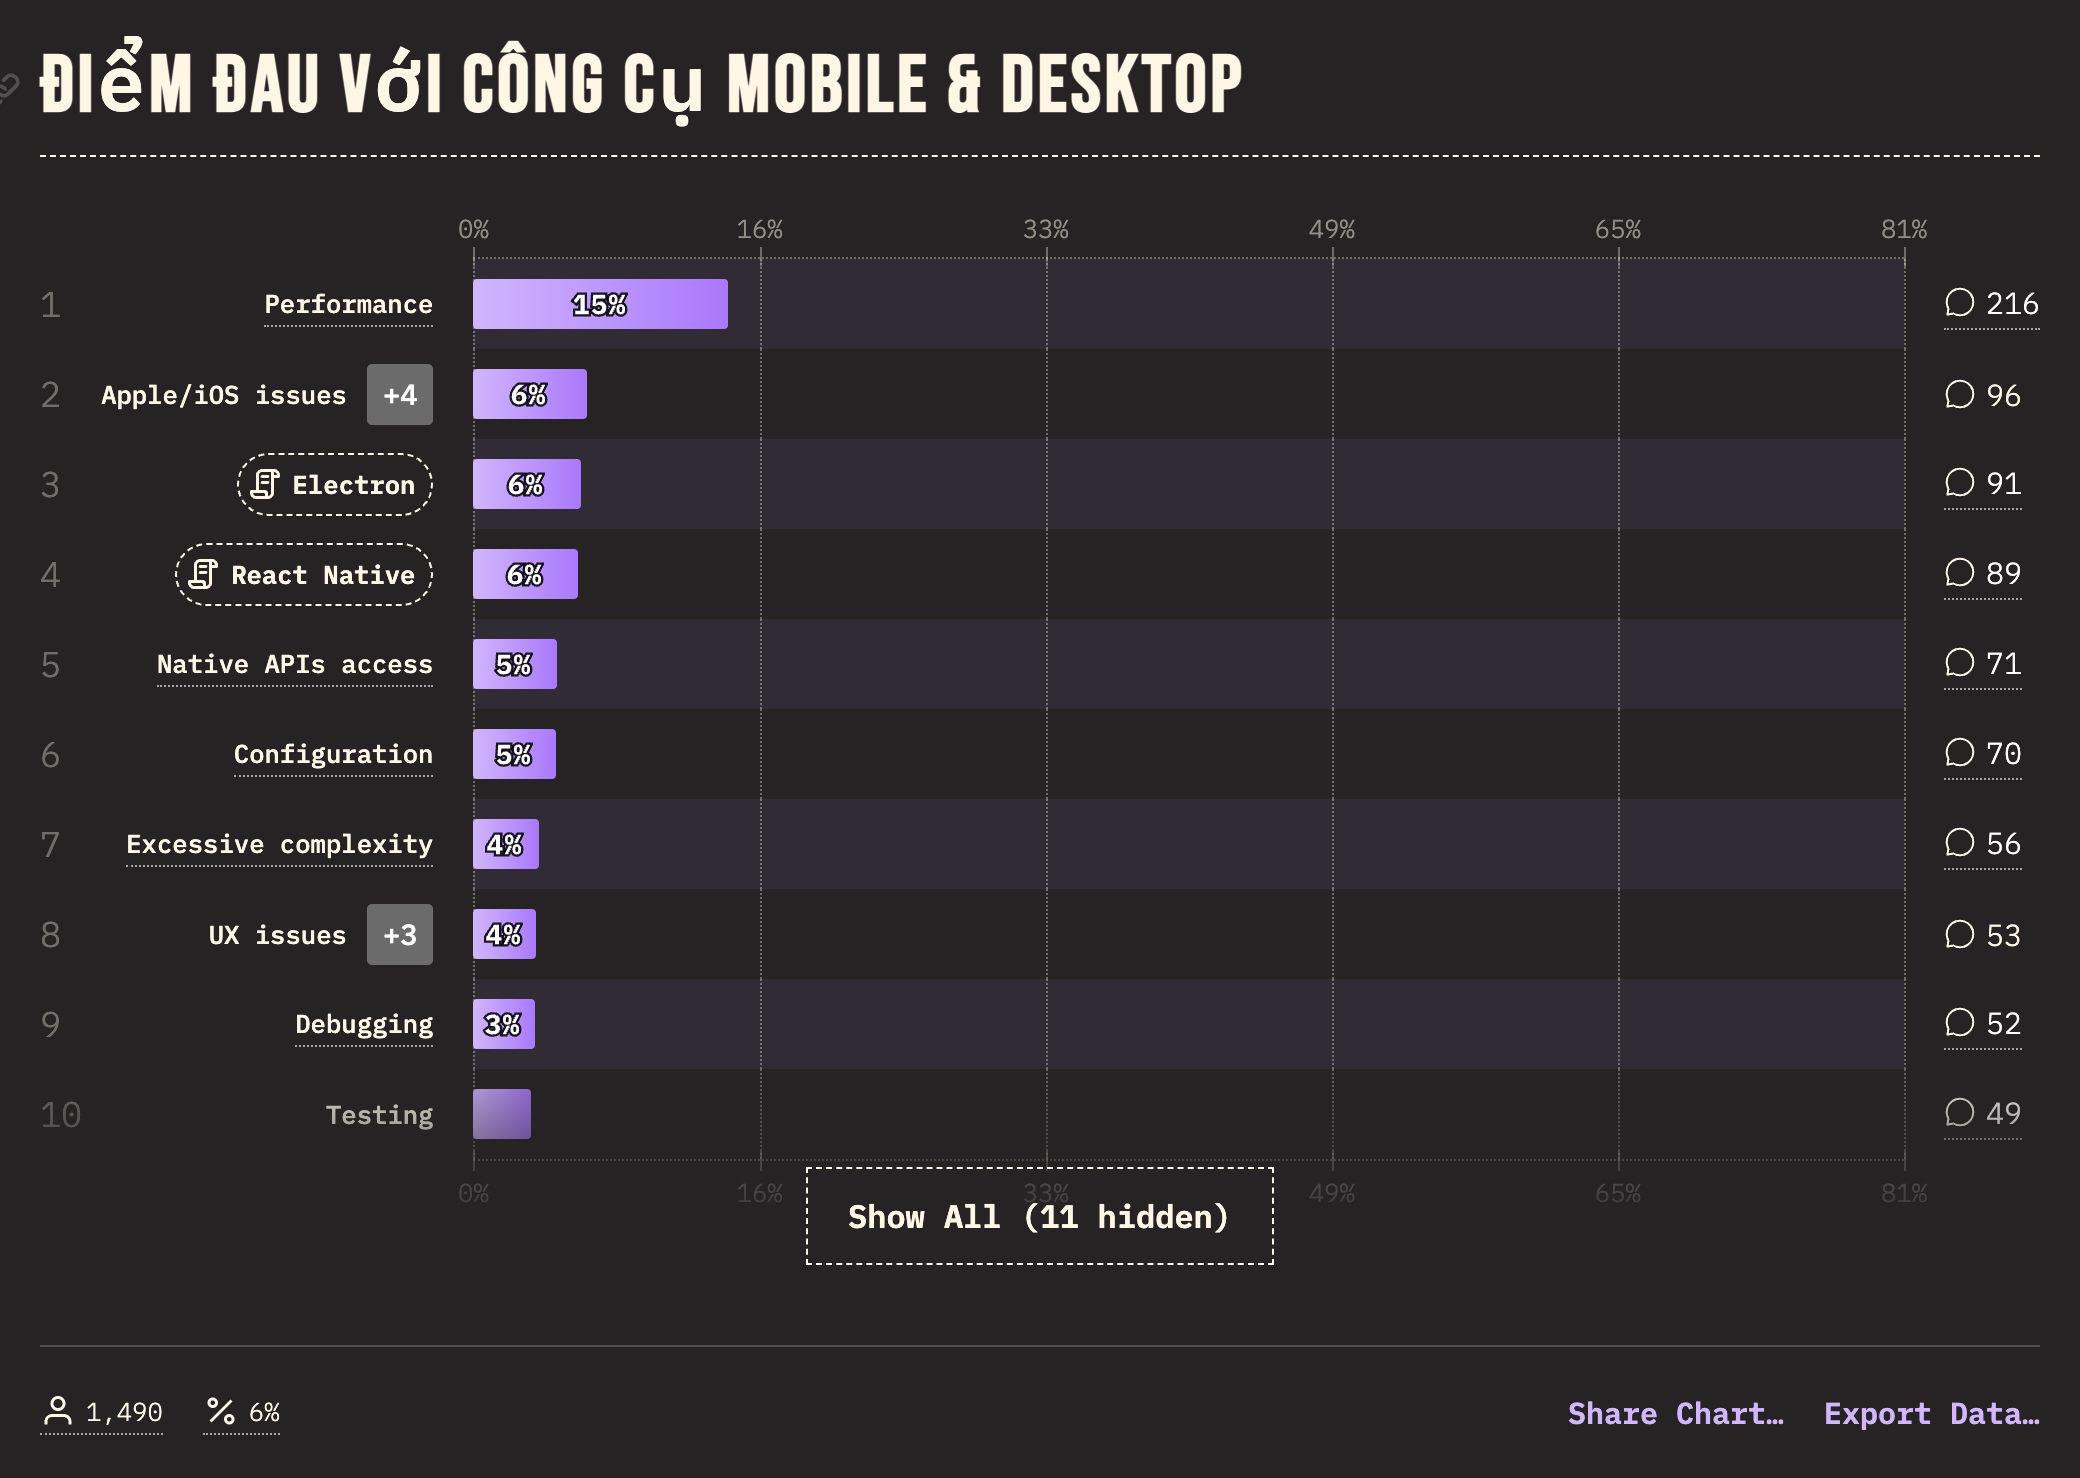 ĐIểM ĐAU VớI CÔNG Cụ MOBILE & DESKTOP
0% 16% 33% 49% 65% 81%
1 Performance 15% 216
2 Apple/iOS issues +4 6% 96
3 Electron 6% 91
4 React Native 6% 89
5 Native APIs access 5% 71
6 Configuration 5% 70
7 Excessive complexity 4% 56
8 UX issues +3 4% 53
9 Debugging 3% 52
10 Testing 49
0% 16% 33% 49% 65% 81%
Show All (11 hidden)
1,490 % 6% Share Chart… Export Data…